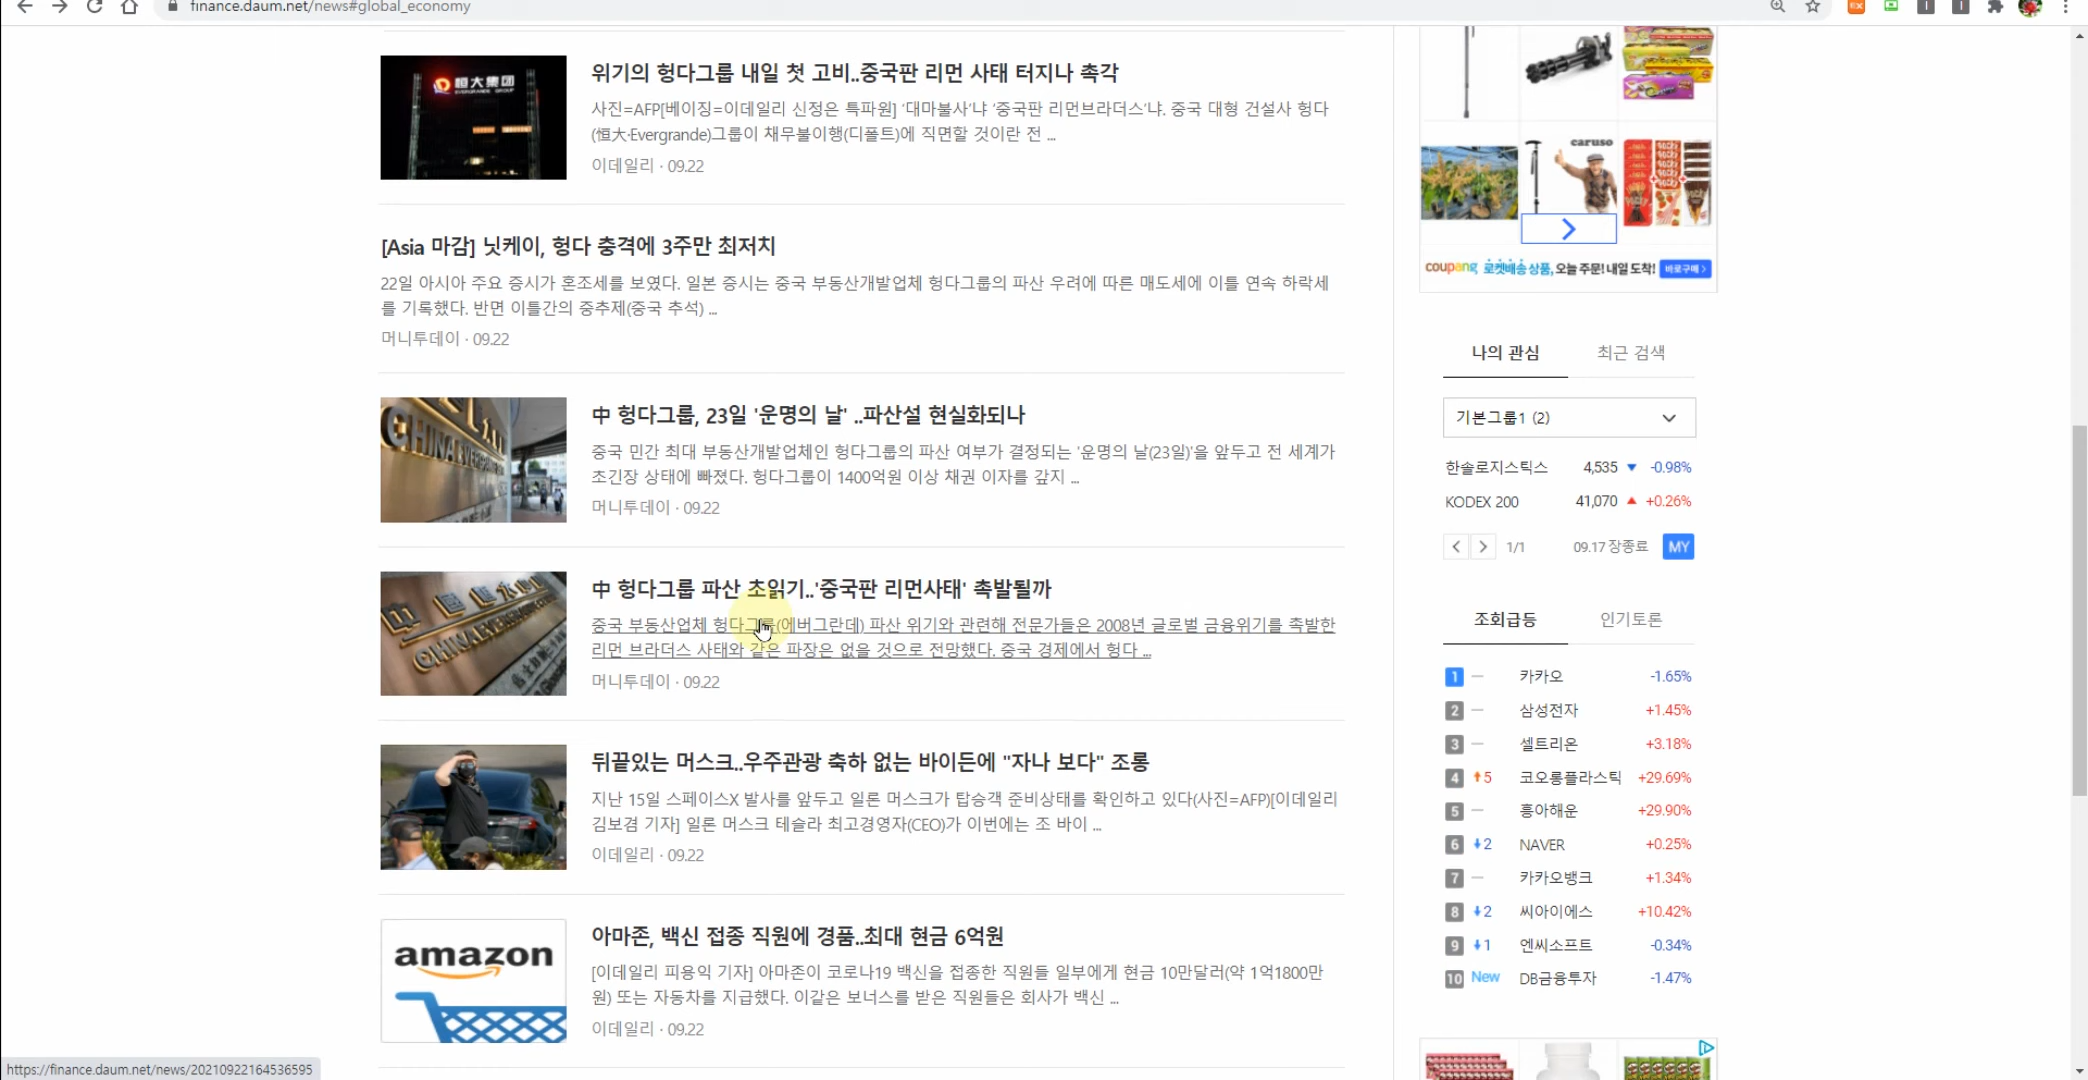 finance.daum.net/news#global_economy
恒大集团
EVERGRANDE GROUP
위기의 헝다그룹 내일 첫 고비..중국판 리먼 사태 터지나 촉각
사진=AFP[베이징=이데일리 신정은 특파원] ‘대마불사’냐 ‘중국판 리먼브라더스’냐. 중국 대형 건설사 헝다
(恒大·Evergrande)그룹이 채무불이행(디폴트)에 직면할 것이란 전 ...
이데일리 · 09.22
[Asia 마감] 닛케이, 헝다 충격에 3주만 최저치
22일 아시아 주요 증시가 혼조세를 보였다. 일본 증시는 중국 부동산개발업체 헝다그룹의 파산 우려에 따른 매도세에 이틀 연속 하락세
를 기록했다. 반면 이틀간의 중추제(중국 추석) ...
머니투데이 · 09.22
CHINA EVERGRANDE
中 헝다그룹, 23일 '운명의 날' ..파산설 현실화되나
중국 민간 최대 부동산개발업체인 헝다그룹의 파산 여부가 결정되는 '운명의 날(23일)'을 앞두고 전 세계가
초긴장 상태에 빠졌다. 헝다그룹이 1400억원 이상 채권 이자를 갚지 ...
머니투데이 · 09.22
CHINA EVERGRANDE
中 헝다그룹 파산 초읽기..'중국판 리먼사태' 촉발될까
중국 부동산업체 헝다그룹(에버그란데) 파산 위기와 관련해 전문가들은 2008년 글로벌 금융위기를 촉발한
리먼 브라더스 사태와 같은 파장은 없을 것으로 전망했다. 중국 경제에서 헝다 ...
머니투데이 · 09.22
뒤끝있는 머스크..우주관광 축하 없는 바이든에 "자나 보다" 조롱
지난 15일 스페이스X 발사를 앞두고 일론 머스크가 탑승객 준비상태를 확인하고 있다(사진=AFP)[이데일리
김보겸 기자] 일론 머스크 테슬라 최고경영자(CEO)가 이번에는 조 바이 ...
이데일리 · 09.22
amazon
아마존, 백신 접종 직원에 경품..최대 현금 6억원
[이데일리 피용익 기자] 아마존이 코로나19 백신을 접종한 직원들 일부에게 현금 10만달러(약 1억1800만
원) 또는 자동차를 지급했다. 이같은 보너스를 받은 직원들은 회사가 백신 ...
이데일리 · 09.22
https://finance.daum.net/news/20210922164536595
caruso
coupang 로켓배송 상품, 오늘 주문! 내일 도착! 바로구매 >
나의 관심 최근 검색
기본그룹1 (2)
한솔로지스틱스 4,535 ▼ -0.98%
KODEX 200 41,070 ▲ +0.26%
1/1 09.17 장종료 MY
조회급등 인기토론
1 카카오 -1.65%
2 삼성전자 +1.45%
3 셀트리온 +3.18%
4 5 코오롱플라스틱 +29.69%
5 흥아해운 +29.90%
6 2 NAVER +0.25%
7 카카오뱅크 +1.34%
8 2 씨아이에스 +10.42%
9 1 엔씨소프트 -0.34%
10 New DB금융투자 -1.47%